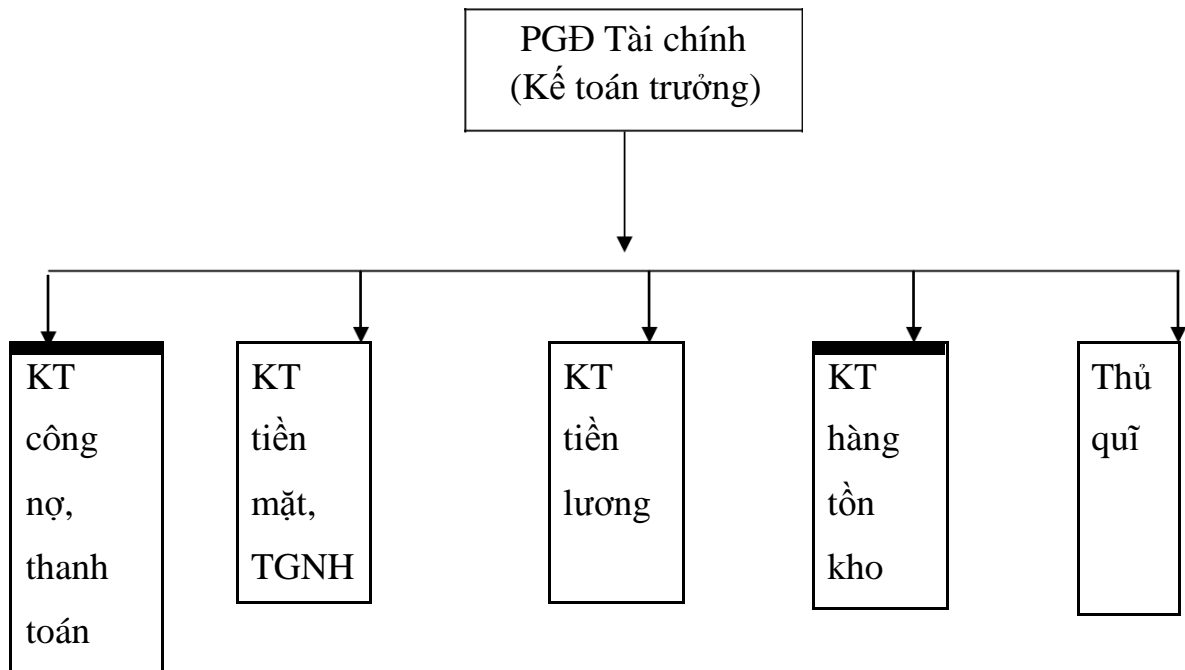 PGĐ Tài chính
(Kế toán trưởng)
KT
công
nợ,
thanh
toán
KT
tiền
mặt,
TGNH
KT
tiền
lương
KT
hàng
tồn
kho
Thủ
quĩ